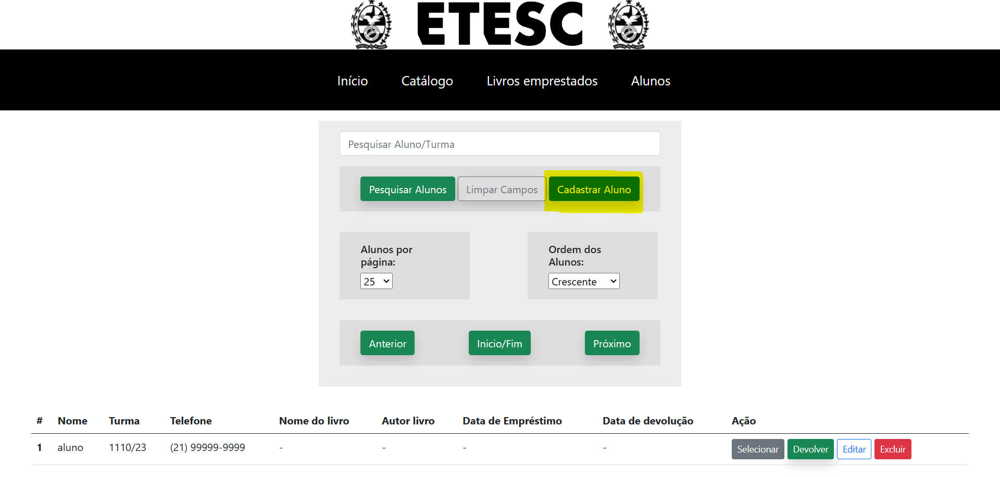 ETESC
Início Catálogo Livros emprestados Alunos
Pesquisar Aluno/Turma
Pesquisar Alunos Limpar Campos Cadastrar Aluno
Alunos por
página:
25
Ordem dos
Alunos:
Crescente
Anterior Inicio/Fim Próximo
# Nome Turma Telefone Nome do livro Autor livro Data de Empréstimo Data de devolução Ação
1 aluno 1110/23 (21) 99999-9999 - - - - Selecionar Devolver Editar Excluir